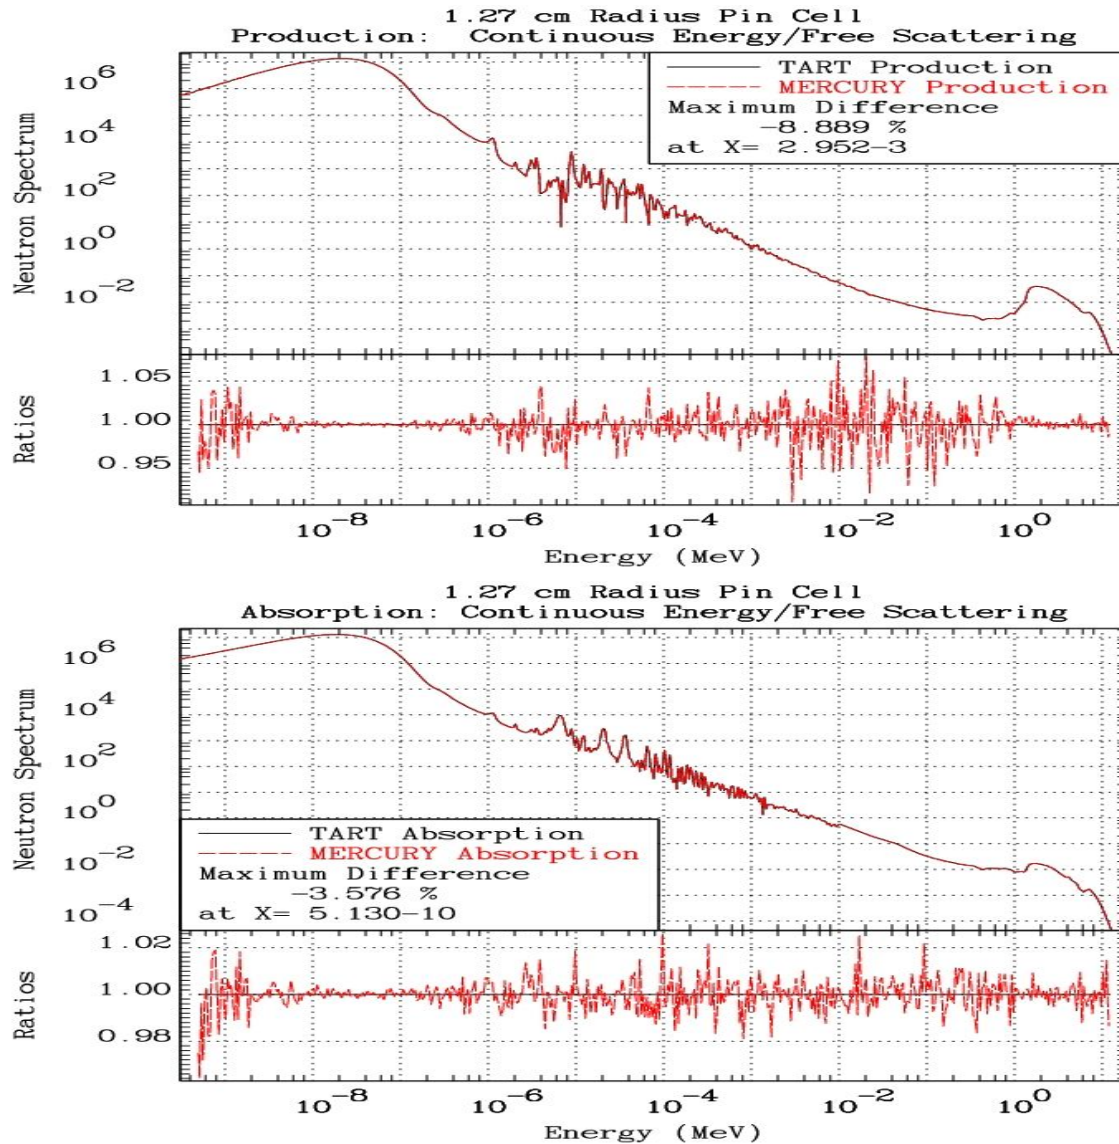 1.27 cm Radius Pin Cell
Production: Continuous Energy/Free Scattering
TART Production
MERCURY Production
Maximum Difference
-8.889 %
at X= 2.952-3
Neutron Spectrum
10^6
10^4
10^2
10^0
10^-2
Ratios
1.05
1.00
0.95
10^-8 10^-6 10^-4 10^-2 10^0
Energy (MeV)
1.27 cm Radius Pin Cell
Absorption: Continuous Energy/Free Scattering
Neutron Spectrum
10^6
10^4
10^2
10^0
10^-2
10^-4
TART Absorption
MERCURY Absorption
Maximum Difference
-3.576 %
at X= 5.130-10
Ratios
1.02
1.00
0.98
10^-8 10^-6 10^-4 10^-2 10^0
Energy (MeV)